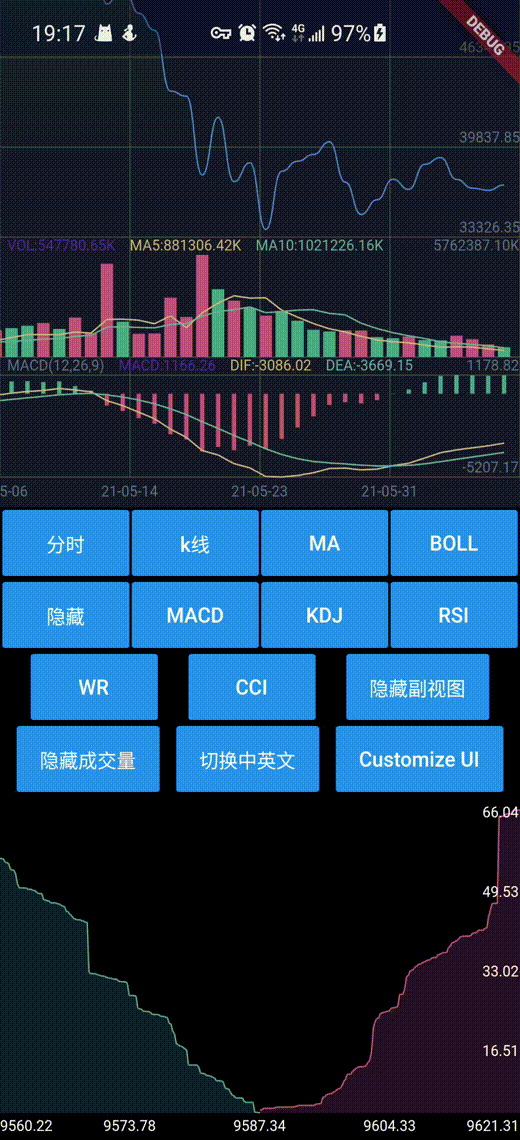 19:17 4G 97%
DEBUG
39837.85
33326.35
VOL:547780.65K MA5:881306.42K MA10:1021226.16K 5762387.10K
MACD(12,26,9) MACD:1166.26 DIF:-3086.02 DEA:-3669.15 1178.82
-5207.17
5-06 21-05-14 21-05-23 21-05-31
分时 k线 MA BOLL
隐藏 MACD KDJ RSI
WR CCI 隐藏副视图
隐藏成交量 切换中英文 Customize UI
66.04
49.53
33.02
16.51
9560.22 9573.78 9587.34 9604.33 9621.31